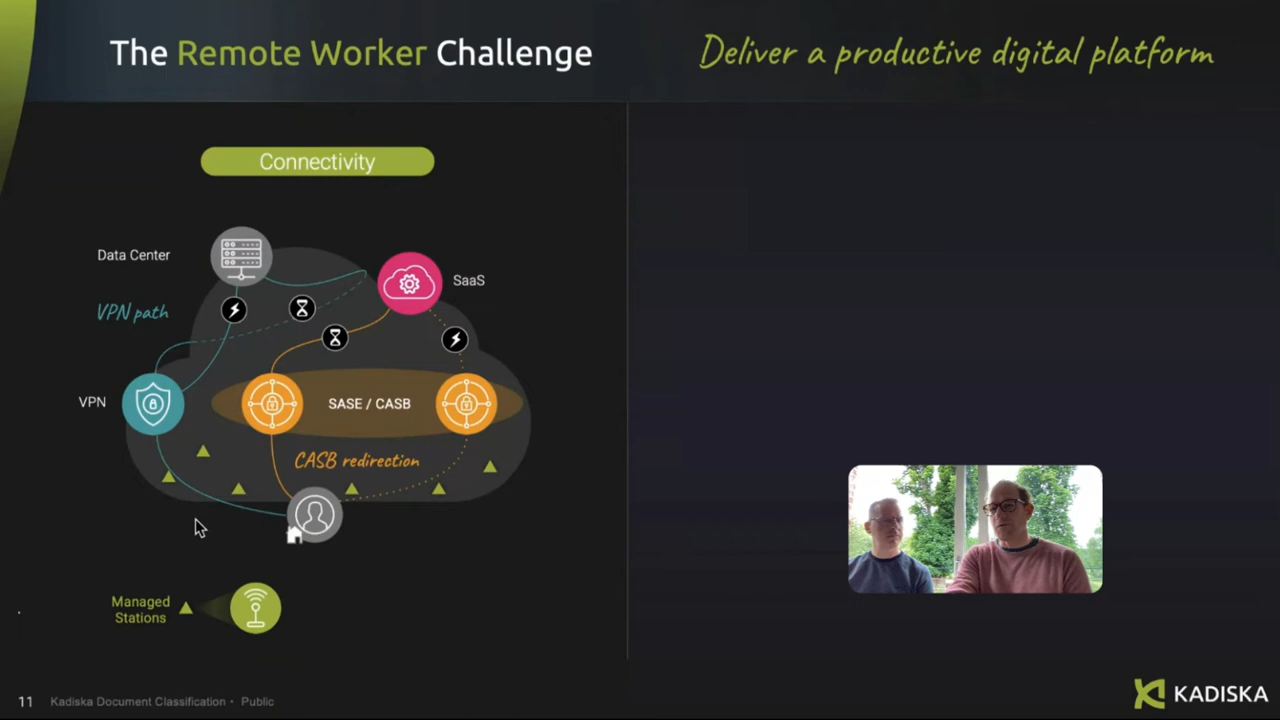 The Remote Worker Challenge
Deliver a productive digital platform
Connectivity
Data Center
SaaS
VPN path
VPN
SASE / CASB
CASB redirection
Managed
Stations
11
Kadiska Document Classification • Public
KADISKA